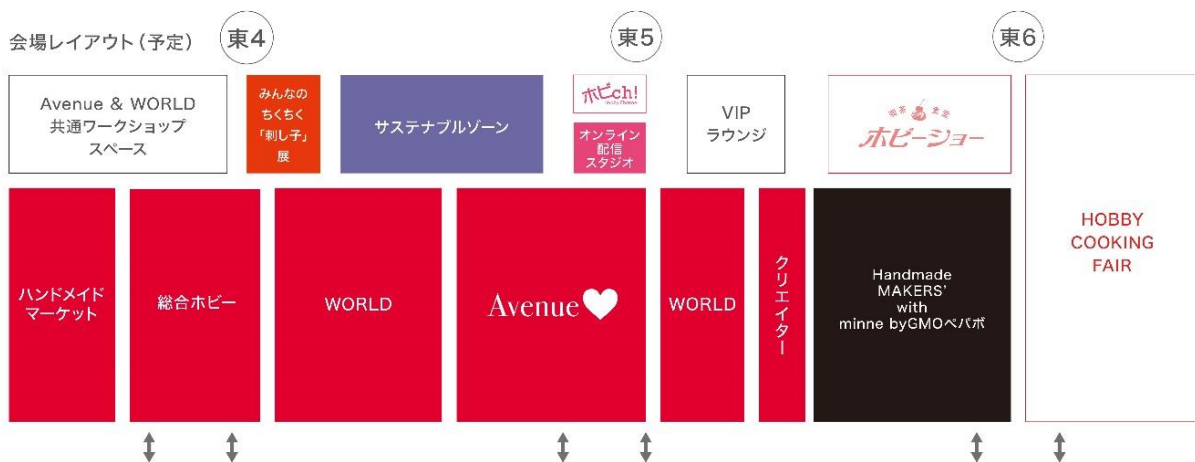 会場レイアウト(予定)
東4
東5
東6
Avenue & WORLD
共通ワークショップ
スペース
みんなの
ちくちく
「刺し子」
展
サステナブルゾーン
ホビch!
オンライン
配信
スタジオ
VIP
ラウンジ
喫茶 食堂
ホビーショー
HOBBY
COOKING
FAIR
ハンドメイド
マーケット
総合ホビー
WORLD
Avenue
WORLD
クリエイター
Handmade
MAKERS'
with
minne byGMOペパボ